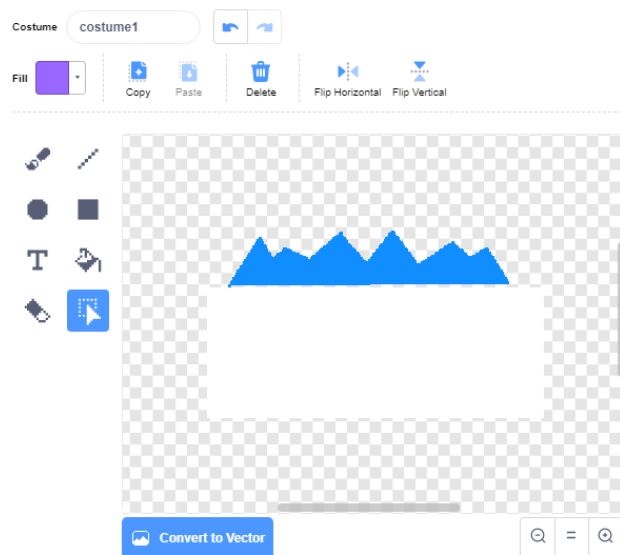 Costume costume1
Fill
Copy Paste Delete Flip Horizontal Flip Vertical
T
Convert to Vector